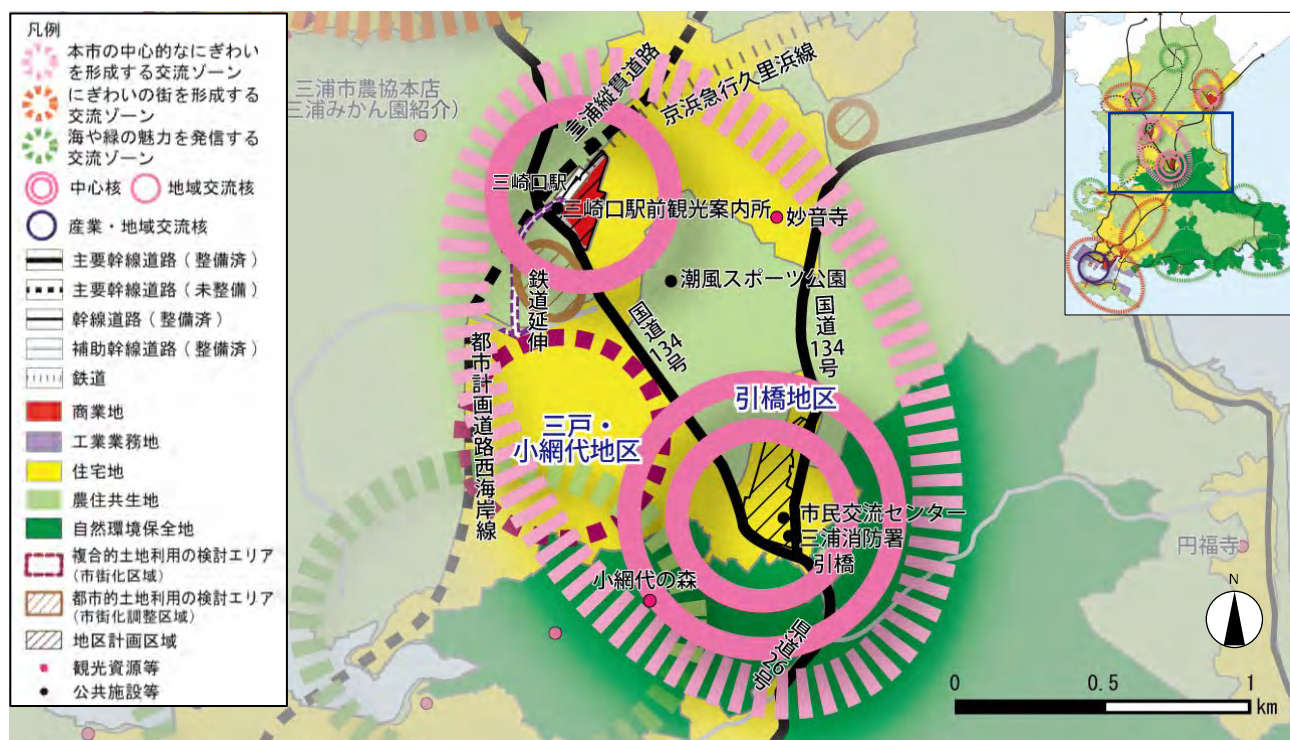 凡例
本市の中心的なにぎわい
を形成する交流ゾーン
にぎわいの街を形成する
交流ゾーン
海や緑の魅力を発信する
交流ゾーン
中心核
地域交流核
産業・地域交流核
主要幹線道路(整備済)
主要幹線道路(未整備)
幹線道路(整備済)
補助幹線道路(整備済)
鉄道
商業地
工業業務地
住宅地
農住共生地
自然環境保全地
複合的土地利用の検討エリア
(市街化区域)
都市的土地利用の検討エリア
(市街化調整区域)
地区計画区域
観光資源等
公共施設等
三浦市農協本店
三浦みかん園紹介)
三浦縦貫道路
京浜急行久里浜線
三崎口駅
三崎口駅前観光案内所
妙音寺
潮風スポーツ公園
鉄道延伸
国道134号
国道134号
都市計画道路西海岸線
引橋地区
三戸・
小網代地区
市民交流センター
三浦消防署
引橋
小網代の森
県道26号
円福寺
N
0 0.5 1
km